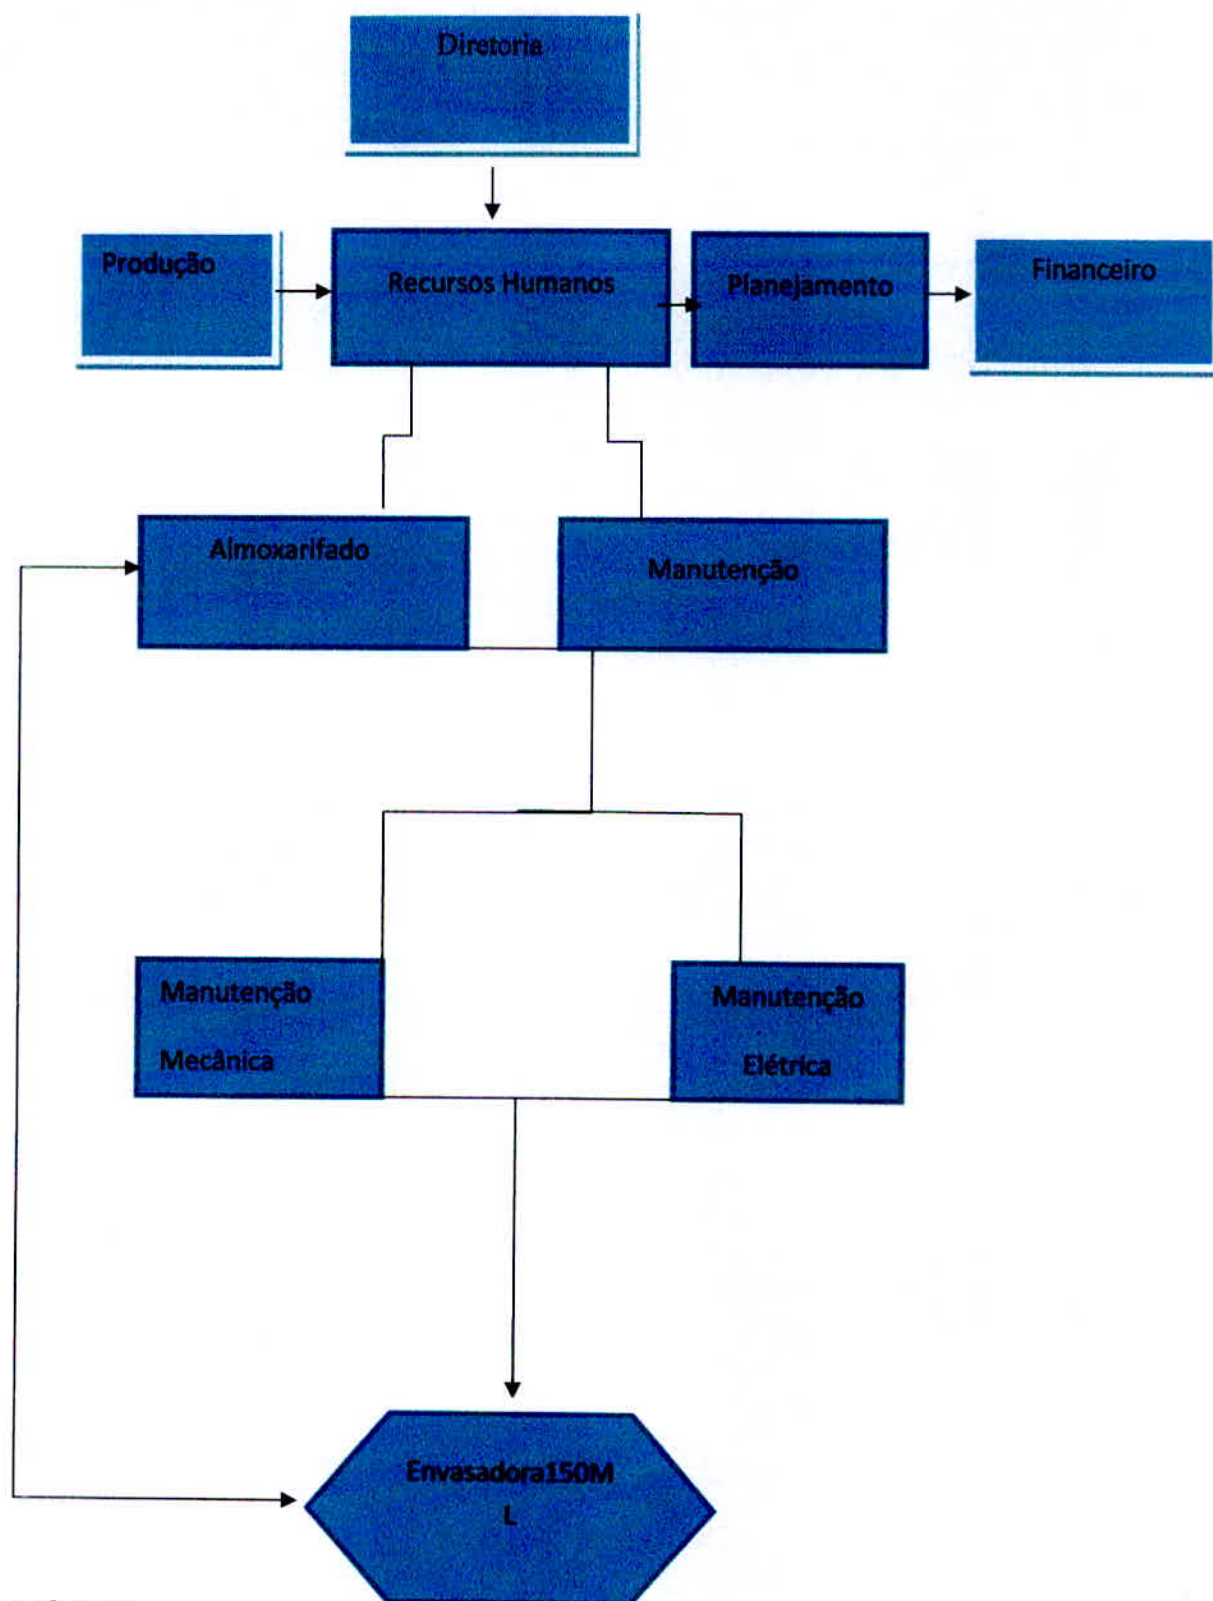 Diretoria
Produção
Recursos Humanos
Planejamento
Financeiro
Almoxarifado
Manutenção
Manutenção
Mecânica
Manutenção
Elétrica
Envasadora150M
L